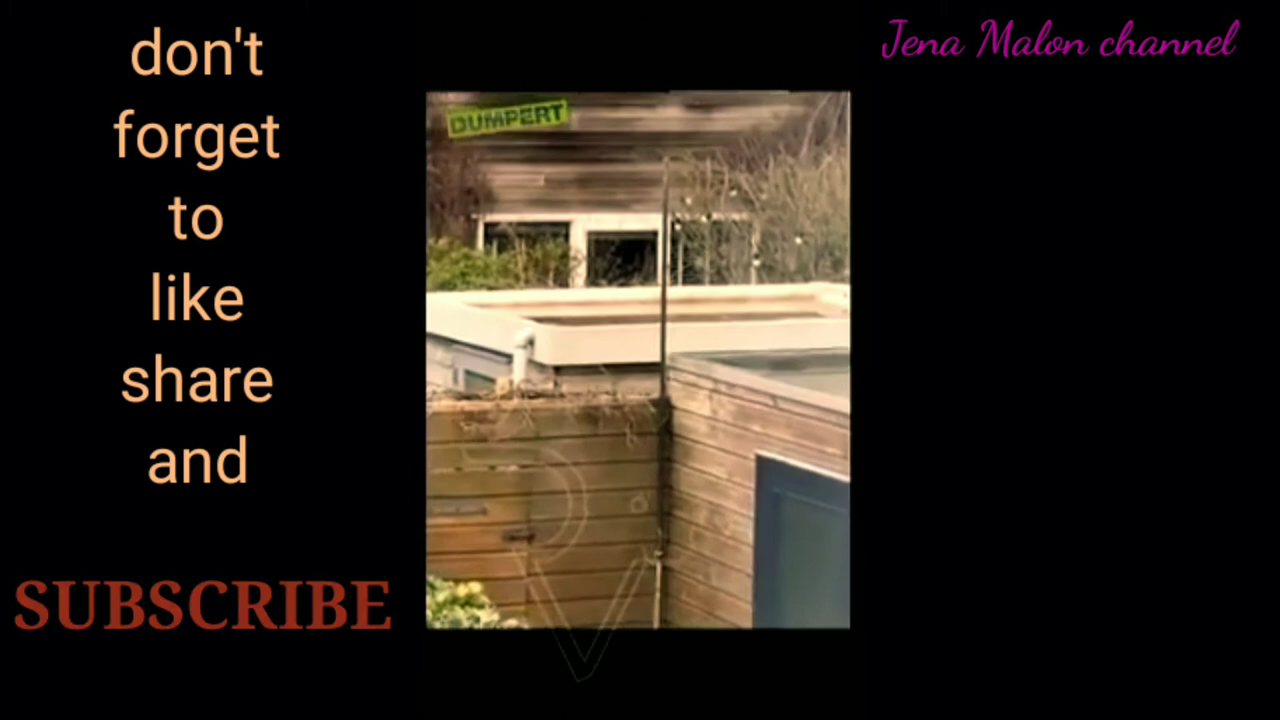 don't
forget
to
like
share
and
SUBSCRIBE
DUMPERT
Jena Malon channel